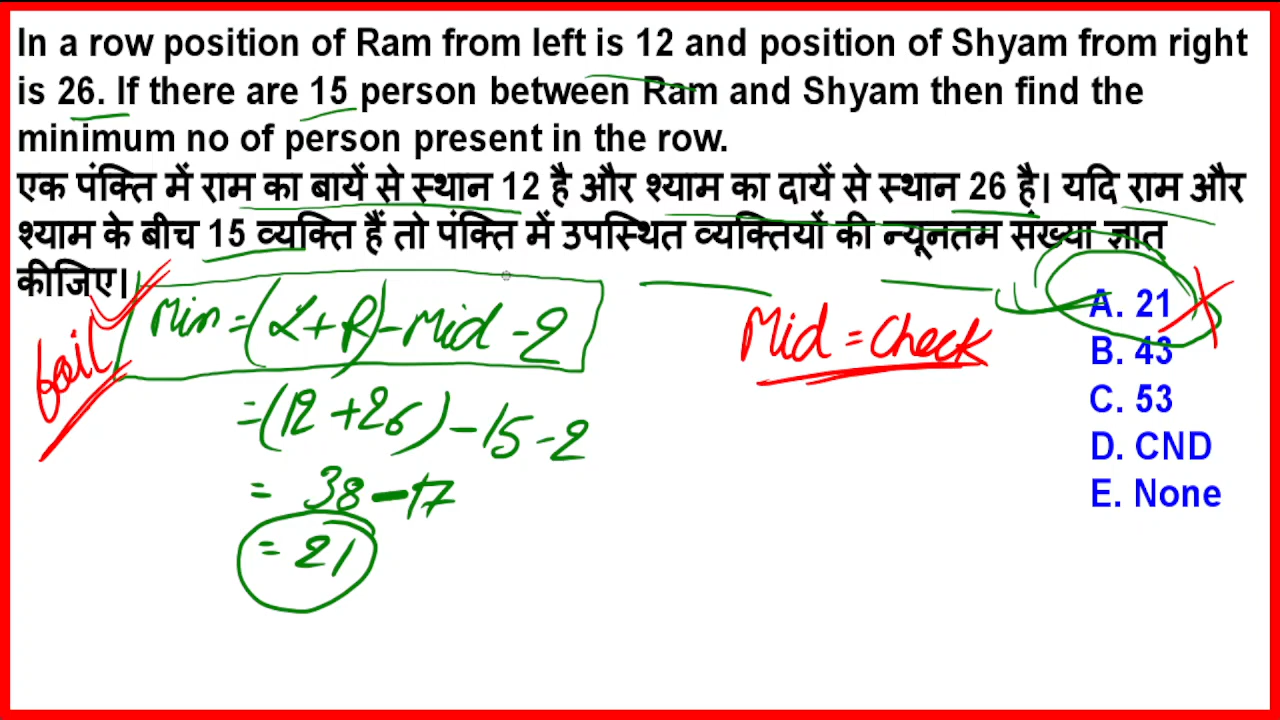 In a row position of Ram from left is 12 and position of Shyam from right
is 26. If there are 15 person between Ram and Shyam then find the
minimum no of person present in the row.
एक पंक्ति में राम का बायें से स्थान 12 है और श्याम का दायें से स्थान 26 है। यदि राम और
श्याम के बीच 15 व्यक्ति हैं तो पंक्ति में उपस्थित व्यक्तियों की न्यूनतम संख्या ज्ञात
कीजिए।
fail
Min = (L+R) - Mid - 2
= (12 + 26) - 15 - 2
= 38 - 17
= 21
Mid = Check
A. 21
B. 43
C. 53
D. CND
E. None